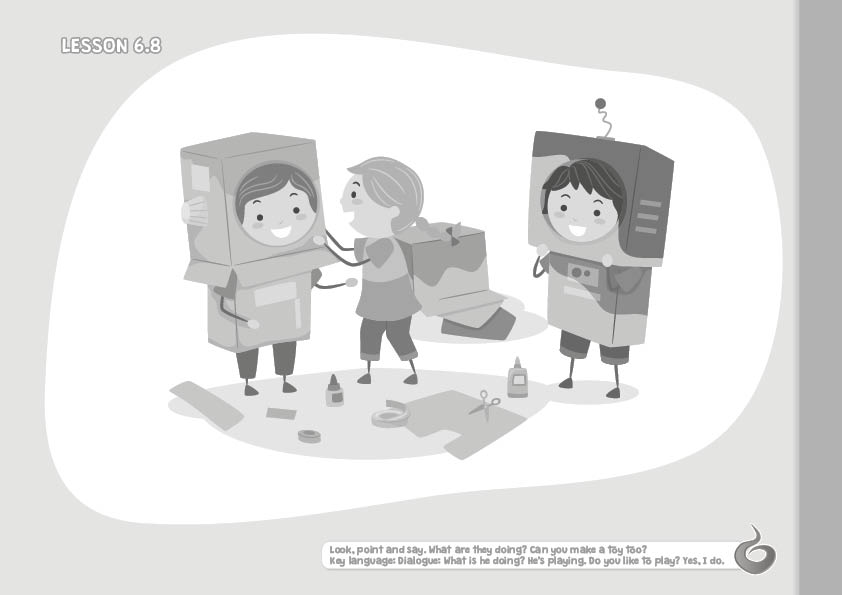 LESSON 6.8
Look, point and say. What are they doing? Can you make a toy too?
Key language: Dialogue: What is he doing? He's playing. Do you like to play? Yes, I do.
6